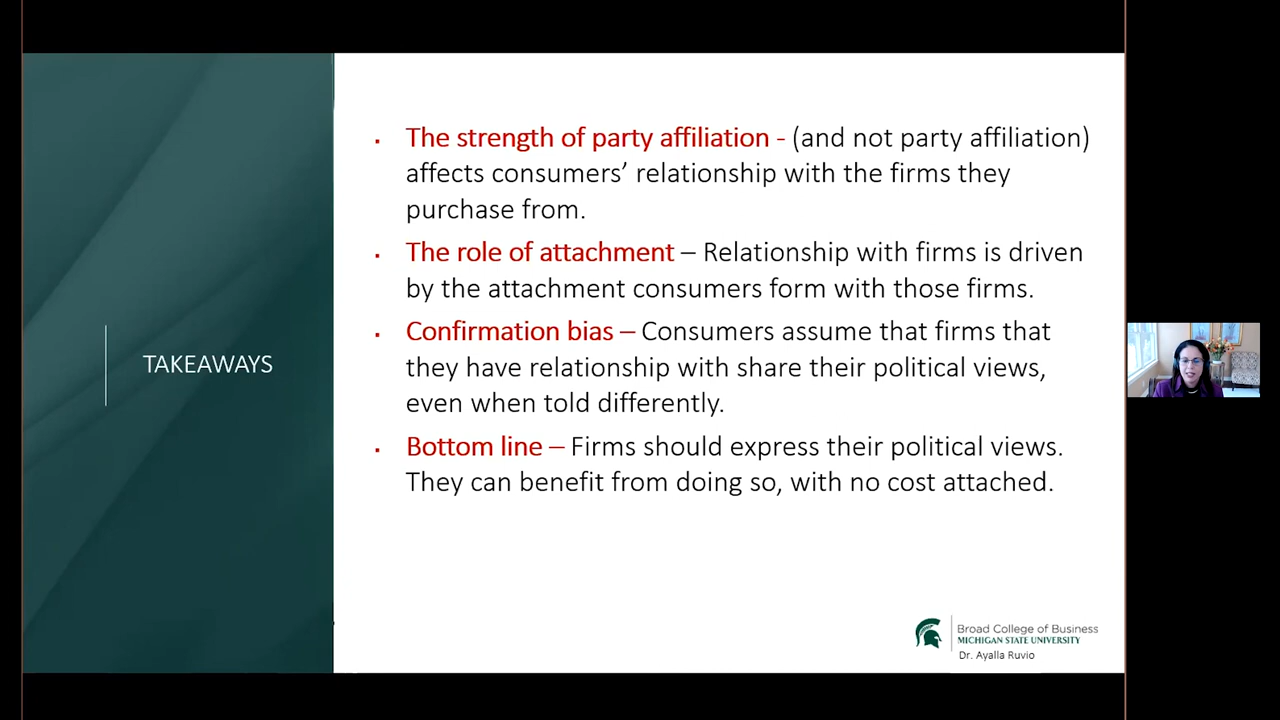 TAKEAWAYS
The strength of party affiliation - (and not party affiliation)
affects consumers’ relationship with the firms they
purchase from.
The role of attachment – Relationship with firms is driven
by the attachment consumers form with those firms.
Confirmation bias – Consumers assume that firms that
they have relationship with share their political views,
even when told differently.
Bottom line – Firms should express their political views.
They can benefit from doing so, with no cost attached.
Broad College of Business
MICHIGAN STATE UNIVERSITY
Dr. Ayalla Ruvio